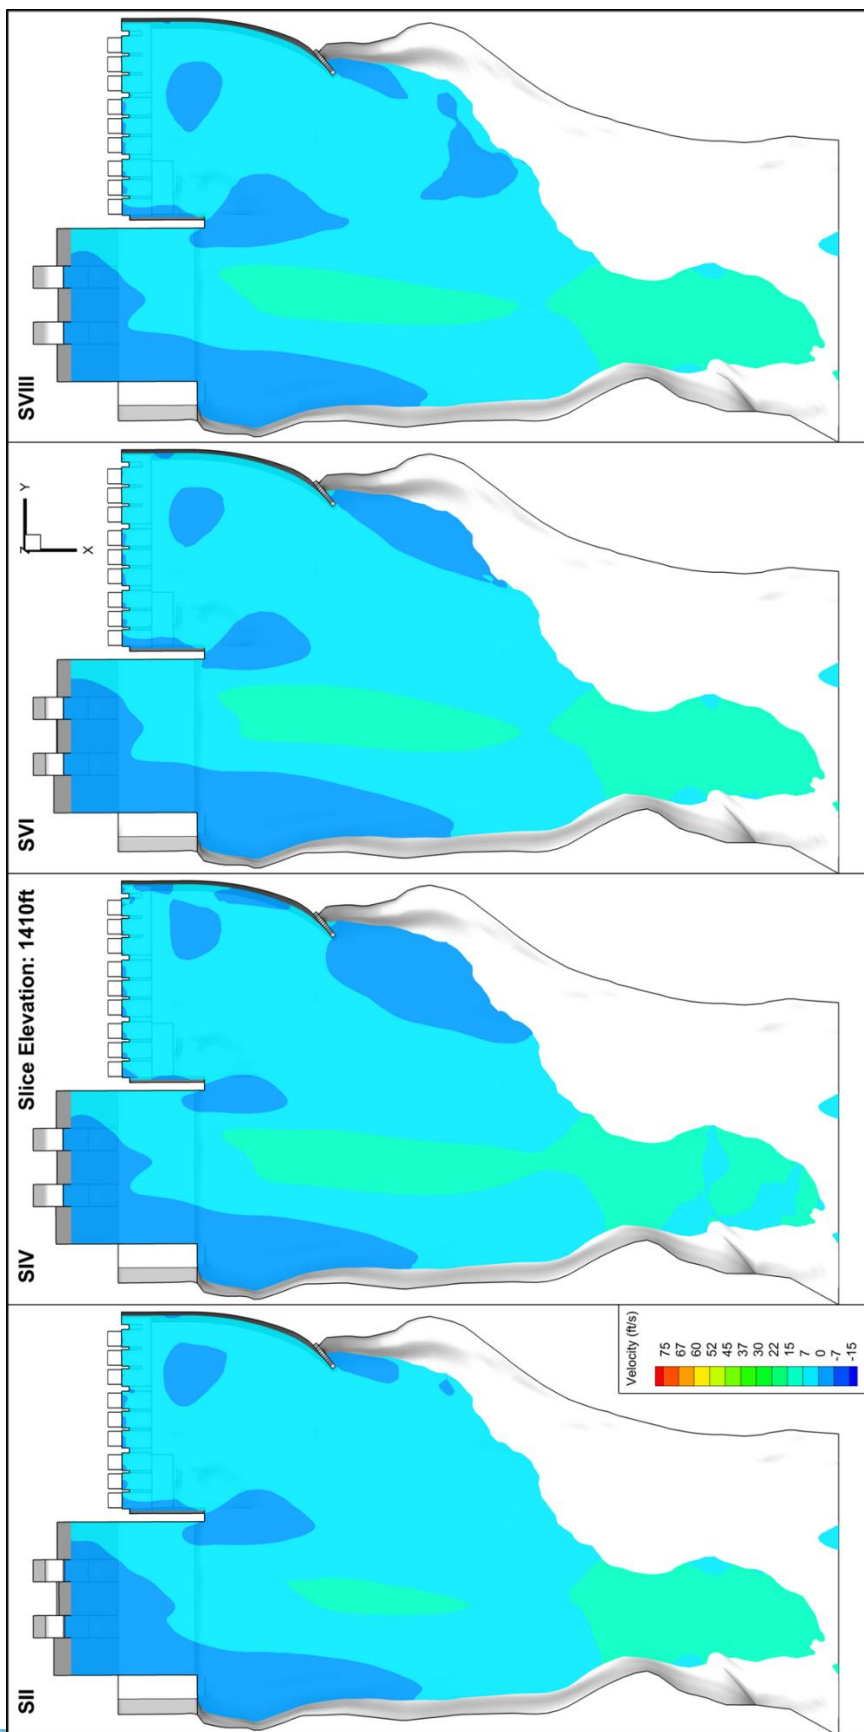 SII
SIV
Slice Elevation: 1410ft
SVI
SVIII
Z
Y
X
Velocity (ft/s)
75
67
60
52
45
37
30
22
15
7
0
-7
-15